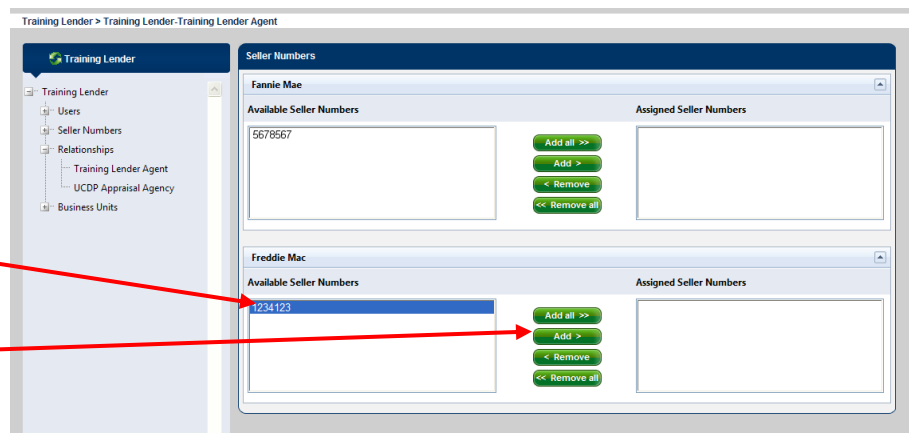 Training Lender > Training Lender-Training Lender Agent
Training Lender
Training Lender
Users
Seller Numbers
Relationships
Training Lender Agent
UCDP Appraisal Agency
Business Units
Seller Numbers
Fannie Mae
Available Seller Numbers
Assigned Seller Numbers
5678567
Add all >>
Add >
< Remove
<< Remove all
Freddie Mac
Available Seller Numbers
Assigned Seller Numbers
1234123
Add all >>
Add >
< Remove
<< Remove all